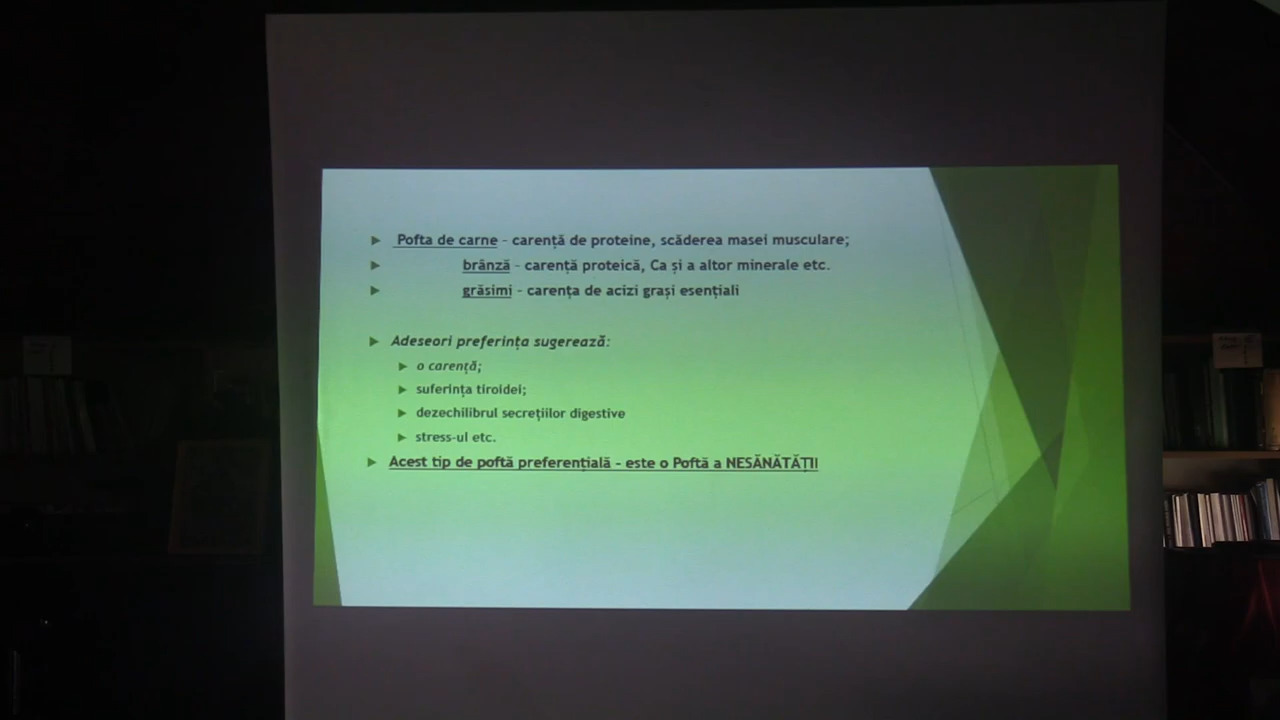 Pofta de carne - carență de proteine, scăderea masei musculare;
brânză - carență proteică, Ca și a altor minerale etc.
grăsimi - carența de acizi grași esențiali
Adeseori preferința sugerează:
o carență;
suferința tiroidei;
dezechilibrul secrețiilor digestive
stress-ul etc.
Acest tip de poftă preferențială - este o Poftă a NESĂNĂTĂȚII